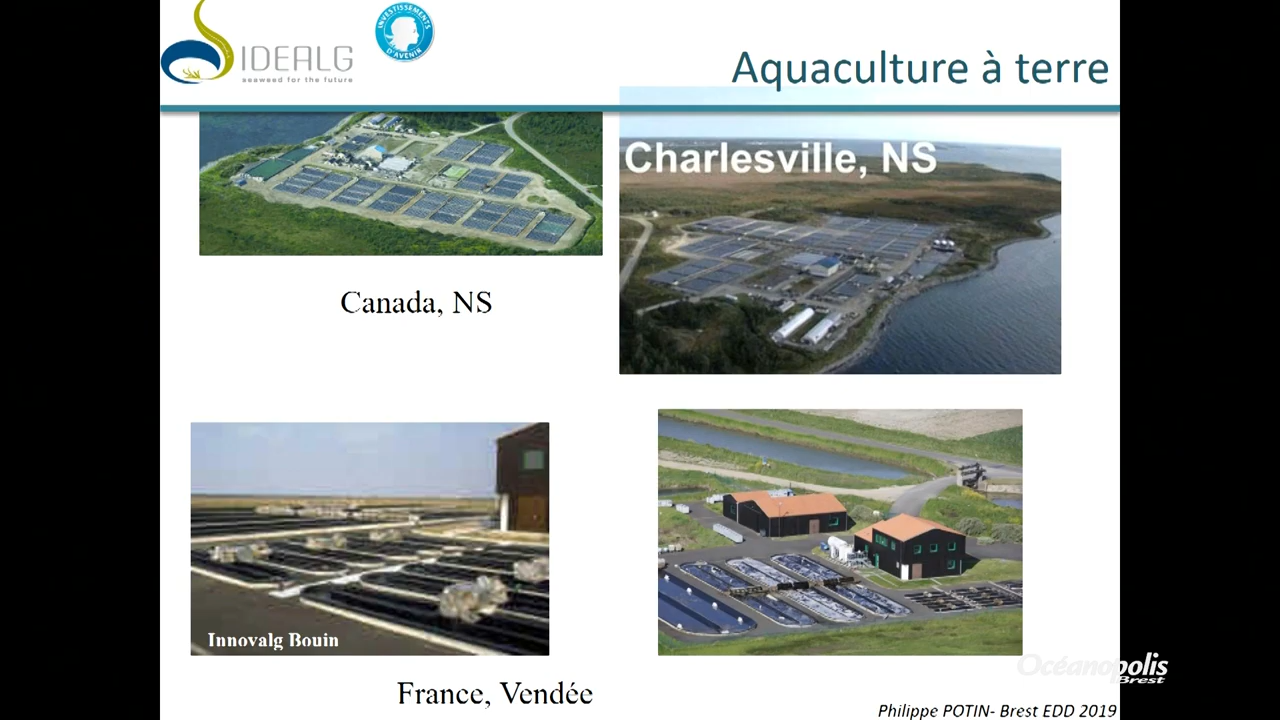 IDEALG
seaweed for the future
INVESTISSEMENTS
D'AVENIR
Aquaculture à terre
Charlesville, NS
Canada, NS
Innovalg Bouin
France, Vendée
Océanopolis
Brest
Philippe POTIN- Brest EDD 2019